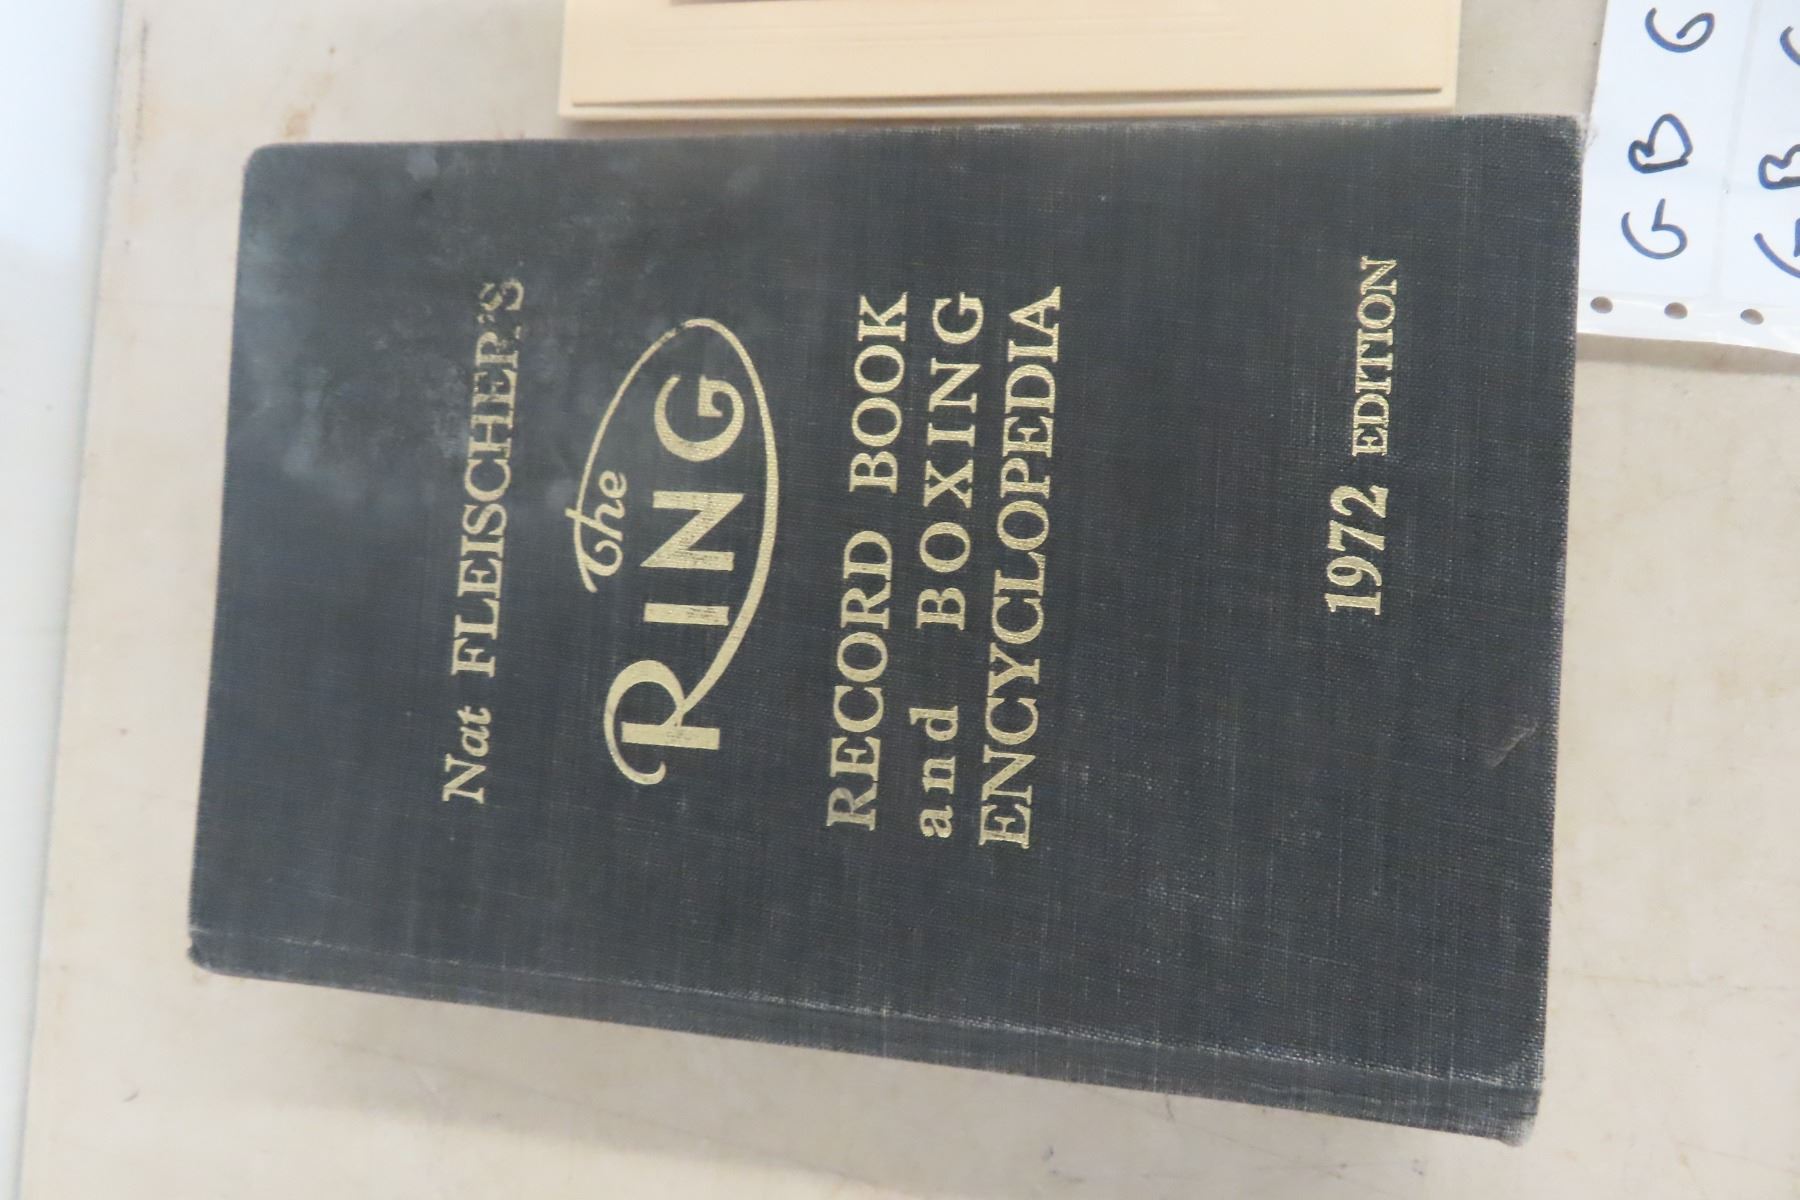 Nat FLEISCHER'S
the
RING
RECORD BOOK
and BOXING
ENCYCLOPEDIA
1972 EDITION
G B G